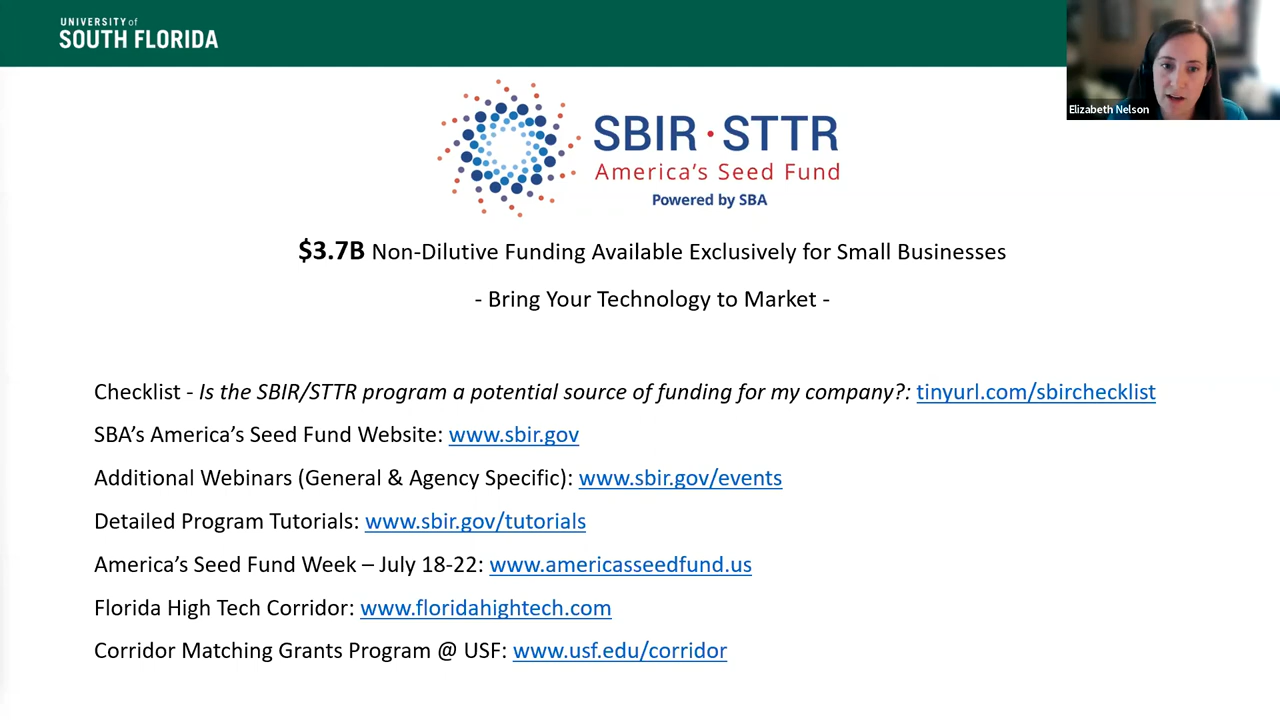 UNIVERSITY of
SOUTH FLORIDA
Elizabeth Nelson
SBIR · STTR
America's Seed Fund
Powered by SBA
$3.7B Non-Dilutive Funding Available Exclusively for Small Businesses
- Bring Your Technology to Market -
Checklist - Is the SBIR/STTR program a potential source of funding for my company?: tinyurl.com/sbirchecklist
SBA’s America’s Seed Fund Website: www.sbir.gov
Additional Webinars (General & Agency Specific): www.sbir.gov/events
Detailed Program Tutorials: www.sbir.gov/tutorials
America’s Seed Fund Week – July 18-22: www.americasseedfund.us
Florida High Tech Corridor: www.floridahightech.com
Corridor Matching Grants Program @ USF: www.usf.edu/corridor